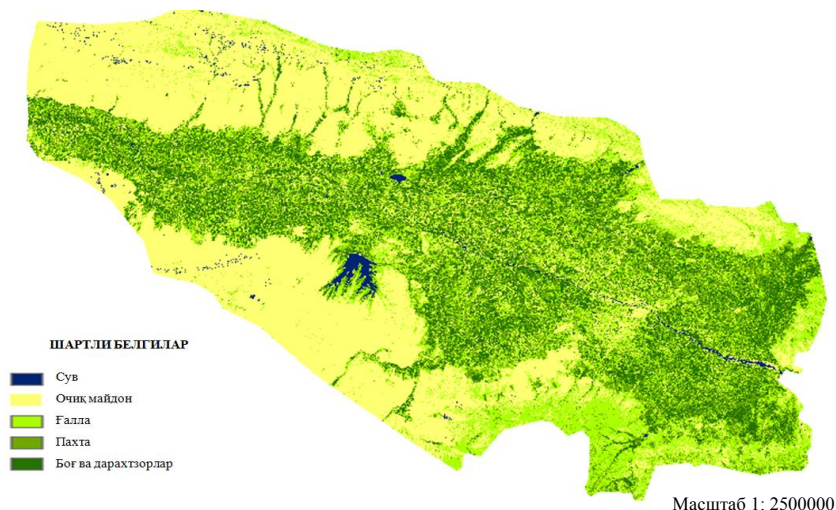 ШАРТЛИ БЕЛГИЛАР
Сув
Очиқ майдон
Ғалла
Пахта
Боғ ва дарахтзорлар
Масштаб 1: 2500000